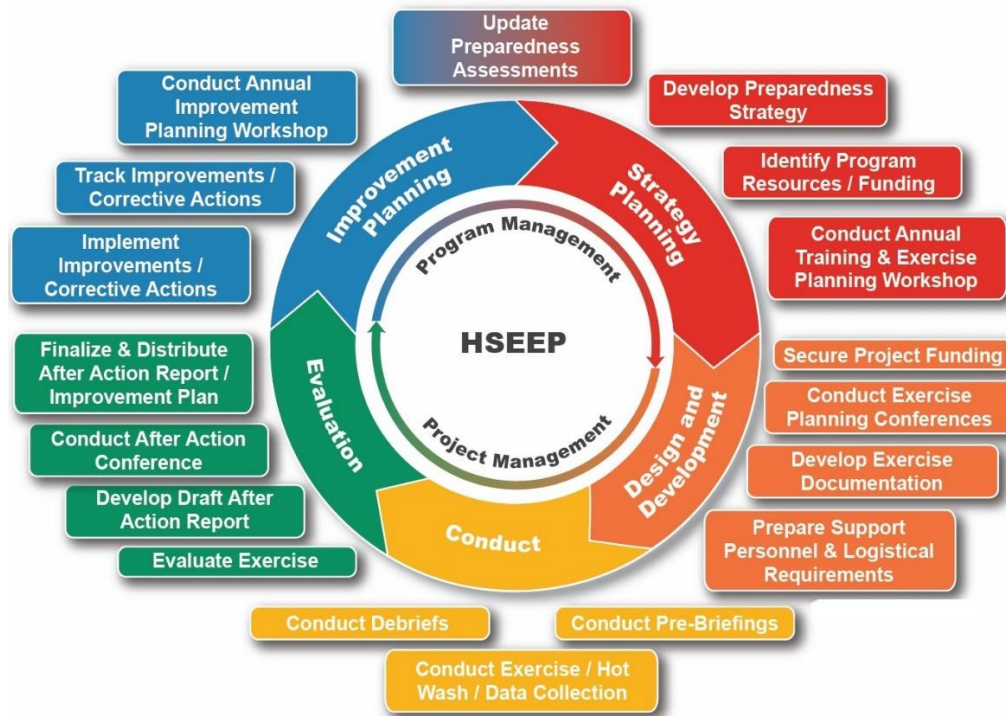 Update
Preparedness
Assessments
Develop Preparedness
Strategy
Identify Program
Resources / Funding
Conduct Annual
Training & Exercise
Planning Workshop
Secure Project Funding
Conduct Exercise
Planning Conferences
Develop Exercise
Documentation
Prepare Support
Personnel & Logistical
Requirements
Conduct Pre-Briefings
Conduct Exercise / Hot
Wash / Data Collection
Conduct Debriefs
Evaluate Exercise
Develop Draft After
Action Report
Conduct After Action
Conference
Finalize & Distribute
After Action Report /
Improvement Plan
Implement
Improvements /
Corrective Actions
Track Improvements /
Corrective Actions
Conduct Annual
Improvement
Planning Workshop
Strategy
Planning
Design and
Development
Conduct
Evaluation
Improvement
Planning
Program Management
HSEEP
Project Management